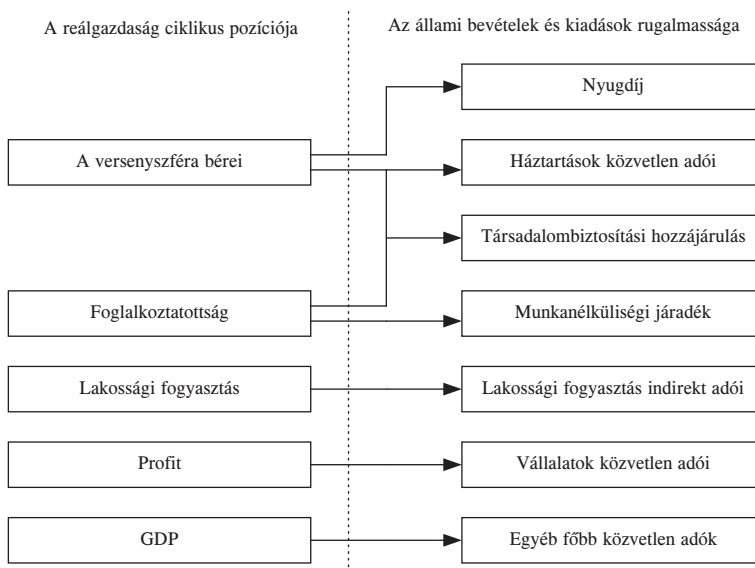 A reálgazdaság ciklikus pozíciója
Az állami bevételek és kiadások rugalmassága
Nyugdíj
A versenyszféra bérei
Háztartások közvetlen adói
Társadalombiztosítási hozzájárulás
Foglalkoztatottság
Munkanélküliségi járadék
Lakossági fogyasztás
Lakossági fogyasztás indirekt adói
Profit
Vállalatok közvetlen adói
GDP
Egyéb főbb közvetlen adók